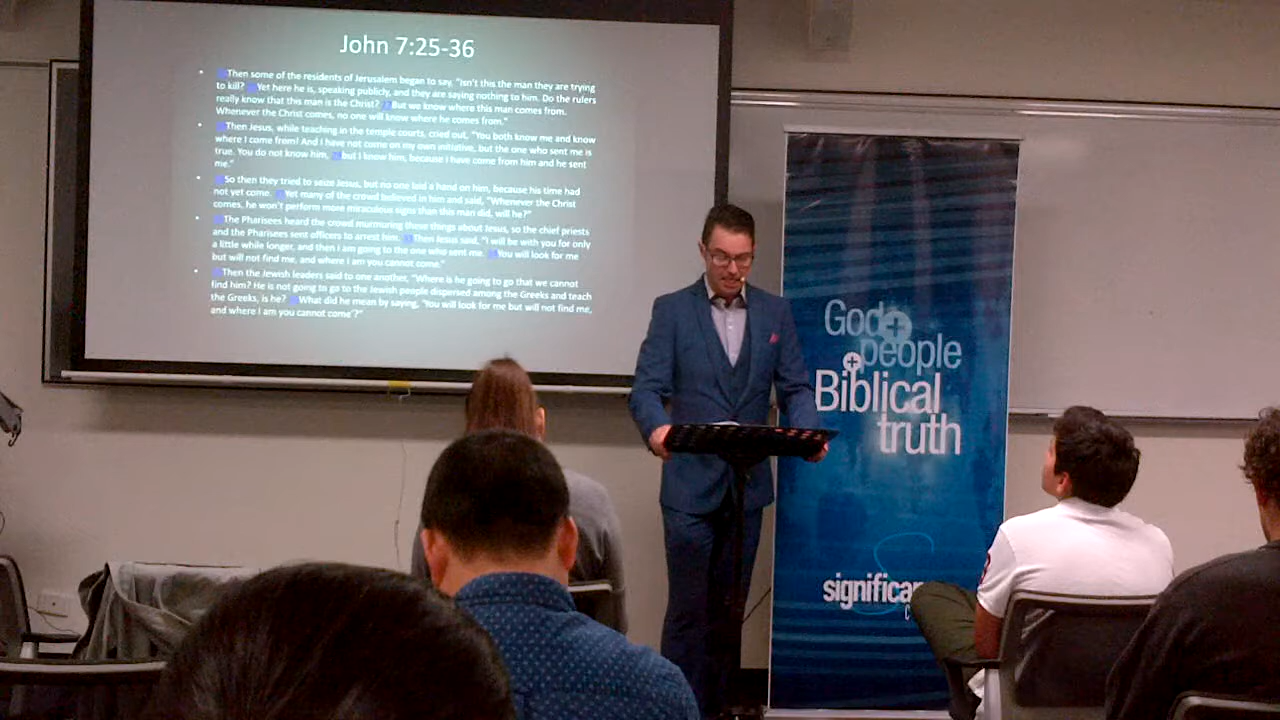 John 7:25-36
Then some of the residents of Jerusalem began to say, "Isn't this the man they are trying
to kill? Yet here he is, speaking publicly, and they are saying nothing to him. Do the rulers
really know that this man is the Christ? But we know where this man comes from.
Whenever the Christ comes, no one will know where he comes from."
Then Jesus, while teaching in the temple courts, cried out, "You both know me and know
where I come from! And I have not come on my own initiative, but the one who sent me is
true. You do not know him, but I know him, because I have come from him and he sent
me."
So then they tried to seize Jesus, but no one laid a hand on him, because his time had
not yet come. Yet many of the crowd believed in him and said, "Whenever the Christ
comes, he won't perform more miraculous signs than this man did, will he?"
The Pharisees heard the crowd murmuring these things about Jesus, so the chief priests
and the Pharisees sent officers to arrest him. Then Jesus said, "I will be with you for only
a little while longer, and then I am going to the one who sent me. You will look for me
but will not find me, and where I am you cannot come."
Then the Jewish leaders said to one another, "Where is he going to go that we cannot
find him? He is not going to go to the Jewish people dispersed among the Greeks and teach
the Greeks, is he? What did he mean by saying, 'You will look for me but will not find me,
and where I am you cannot come'?"
God+
+people
Biblical
truth